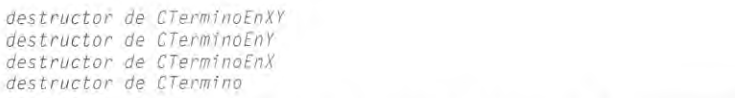 destructor de CTerminoEnXY
destructor de CTerminoEnY
destructor de CTerminoEnX
destructor de CTermino